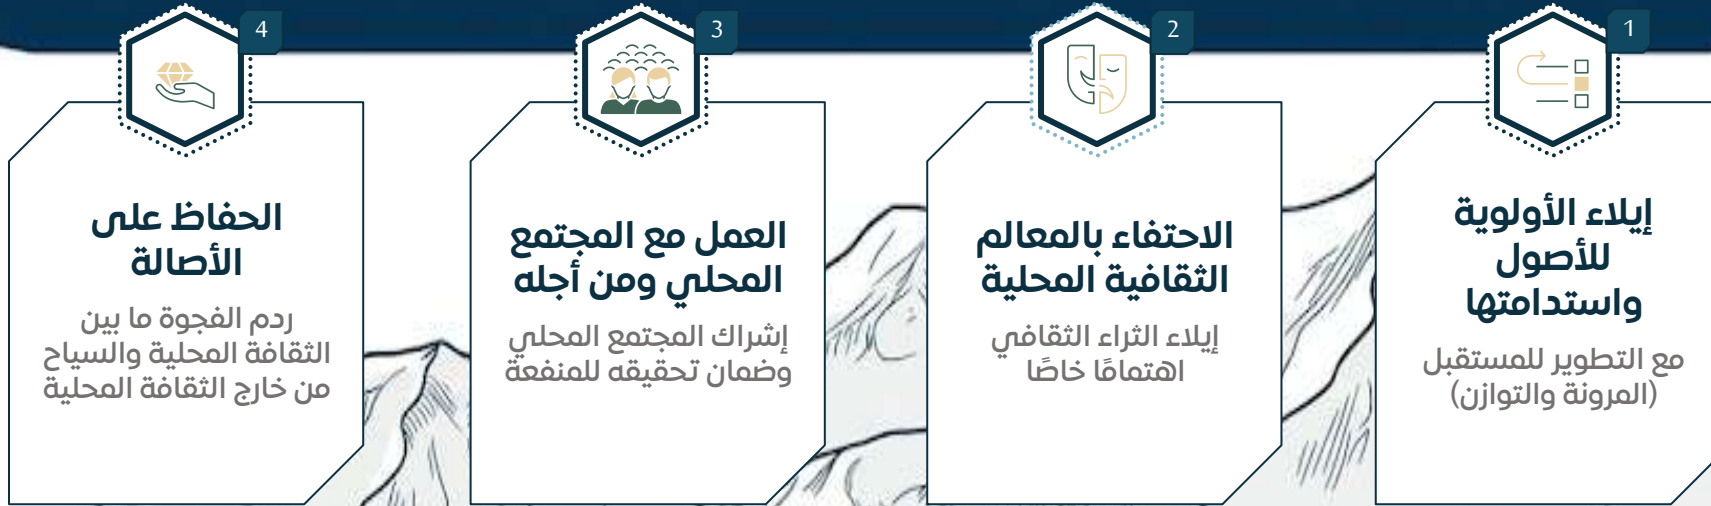 1
إيلاء الأولوية
للأصول
واستدامتها
مع التطوير للمستقبل
(المرونة والتوازن)
2
الاحتفاء بالمعالم
الثقافية المحلية
إيلاء الثراء الثقافي
اهتمامًا خاصًا
3
العمل مع المجتمع
المحلي ومن أجله
إشراك المجتمع المحلي
وضمان تحقيقه للمنفعة
4
الحفاظ على
الأصالة
ردم الفجوة ما بين
الثقافة المحلية والسياح
من خارج الثقافة المحلية